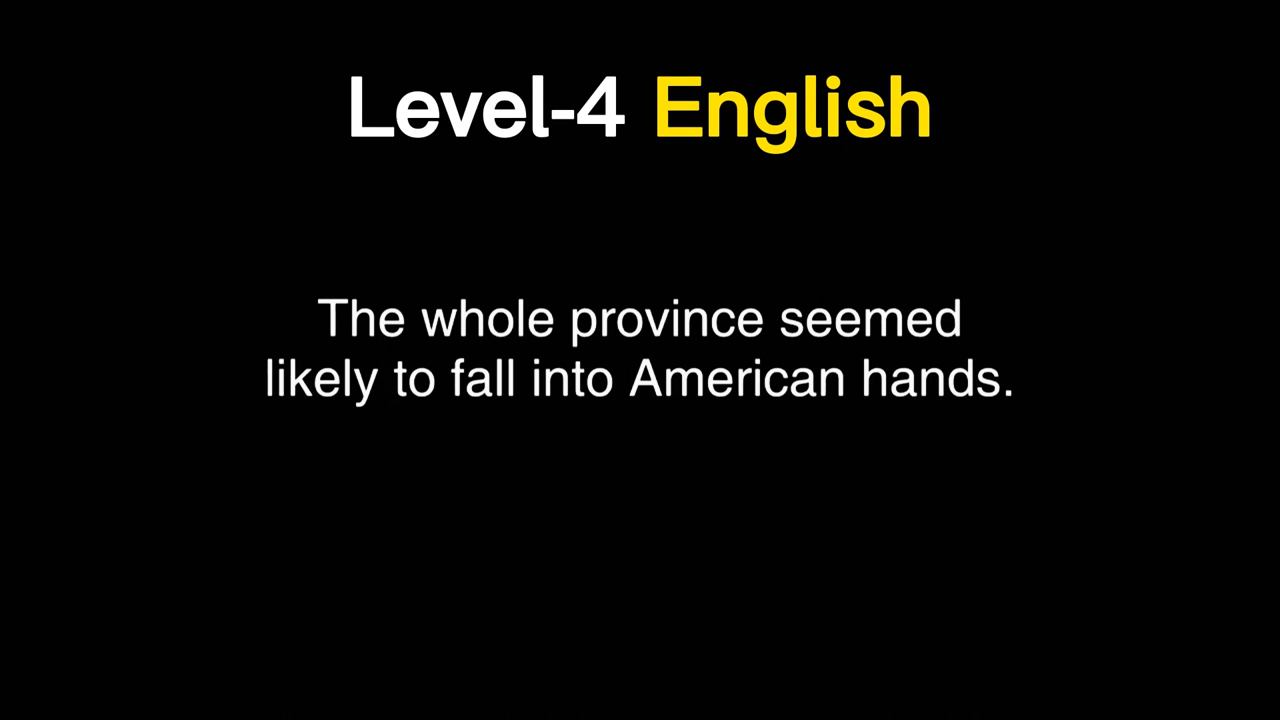 Level-4 English
The whole province seemed
likely to fall into American hands.